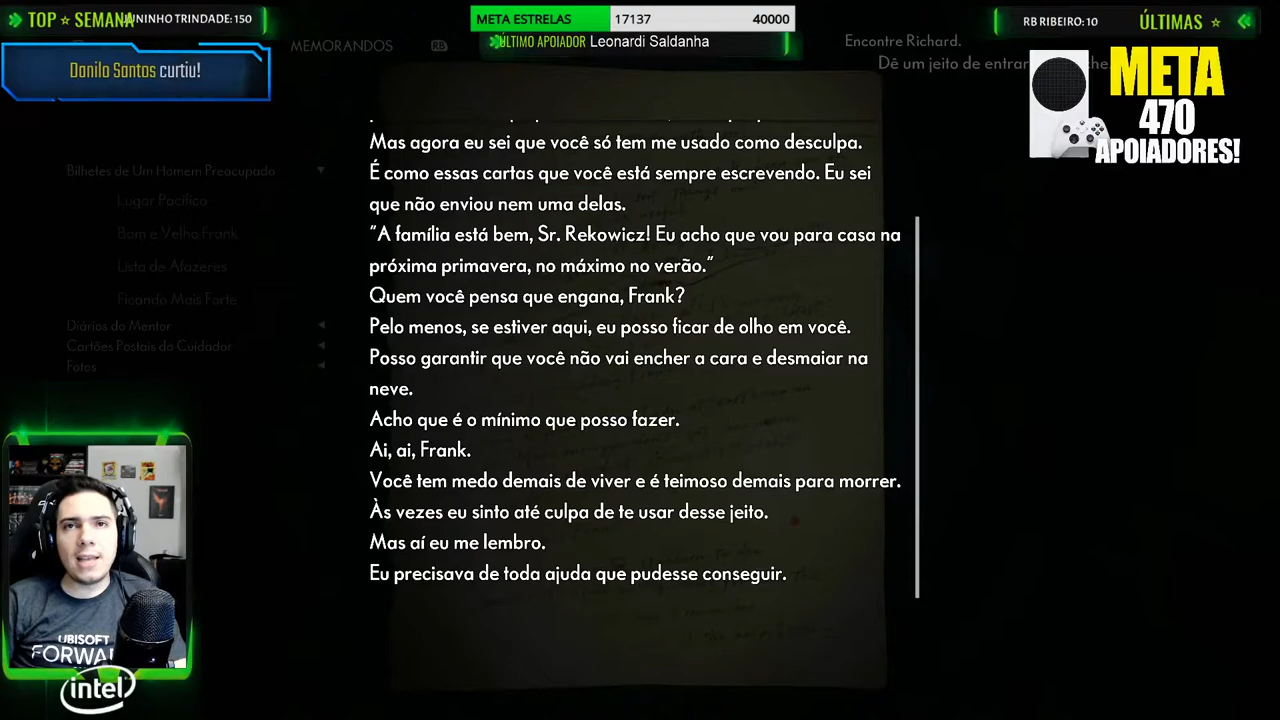 TOP ☆ SEMANA
JUNINHO TRINDADE: 150
META ESTRELAS
17137
40000
RB RIBEIRO: 10
ÚLTIMAS ☆
ÚLTIMO APOIADOR Leonardi Saldanha
MEMORANDOS
RB
Encontre Richard.
Dê um jeito de entrar
Danilo Santos curtiu!
META
470
APOIADORES!
Mas agora eu sei que você só tem me usado como desculpa.
É como essas cartas que você está sempre escrevendo. Eu sei
que não enviou nem uma delas.
“A família está bem, Sr. Rekowicz! Eu acho que vou para casa na
próxima primavera, no máximo no verão.”
Quem você pensa que engana, Frank?
Pelo menos, se estiver aqui, eu posso ficar de olho em você.
Posso garantir que você não vai encher a cara e desmaiar na
neve.
Acho que é o mínimo que posso fazer.
Ai, ai, Frank.
Você tem medo demais de viver e é teimoso demais para morrer.
Às vezes eu sinto até culpa de te usar desse jeito.
Mas aí eu me lembro.
Eu precisava de toda ajuda que pudesse conseguir.
Bilhetes de Um Homem Preocupado
Lugar Pacífico
Bom e Velho Frank
Lista de Afazeres
Ficando Mais Forte
Diários do Mentor
Cartões Postais do Cuidador
Fotos
UBISOFT
FORWA
intel